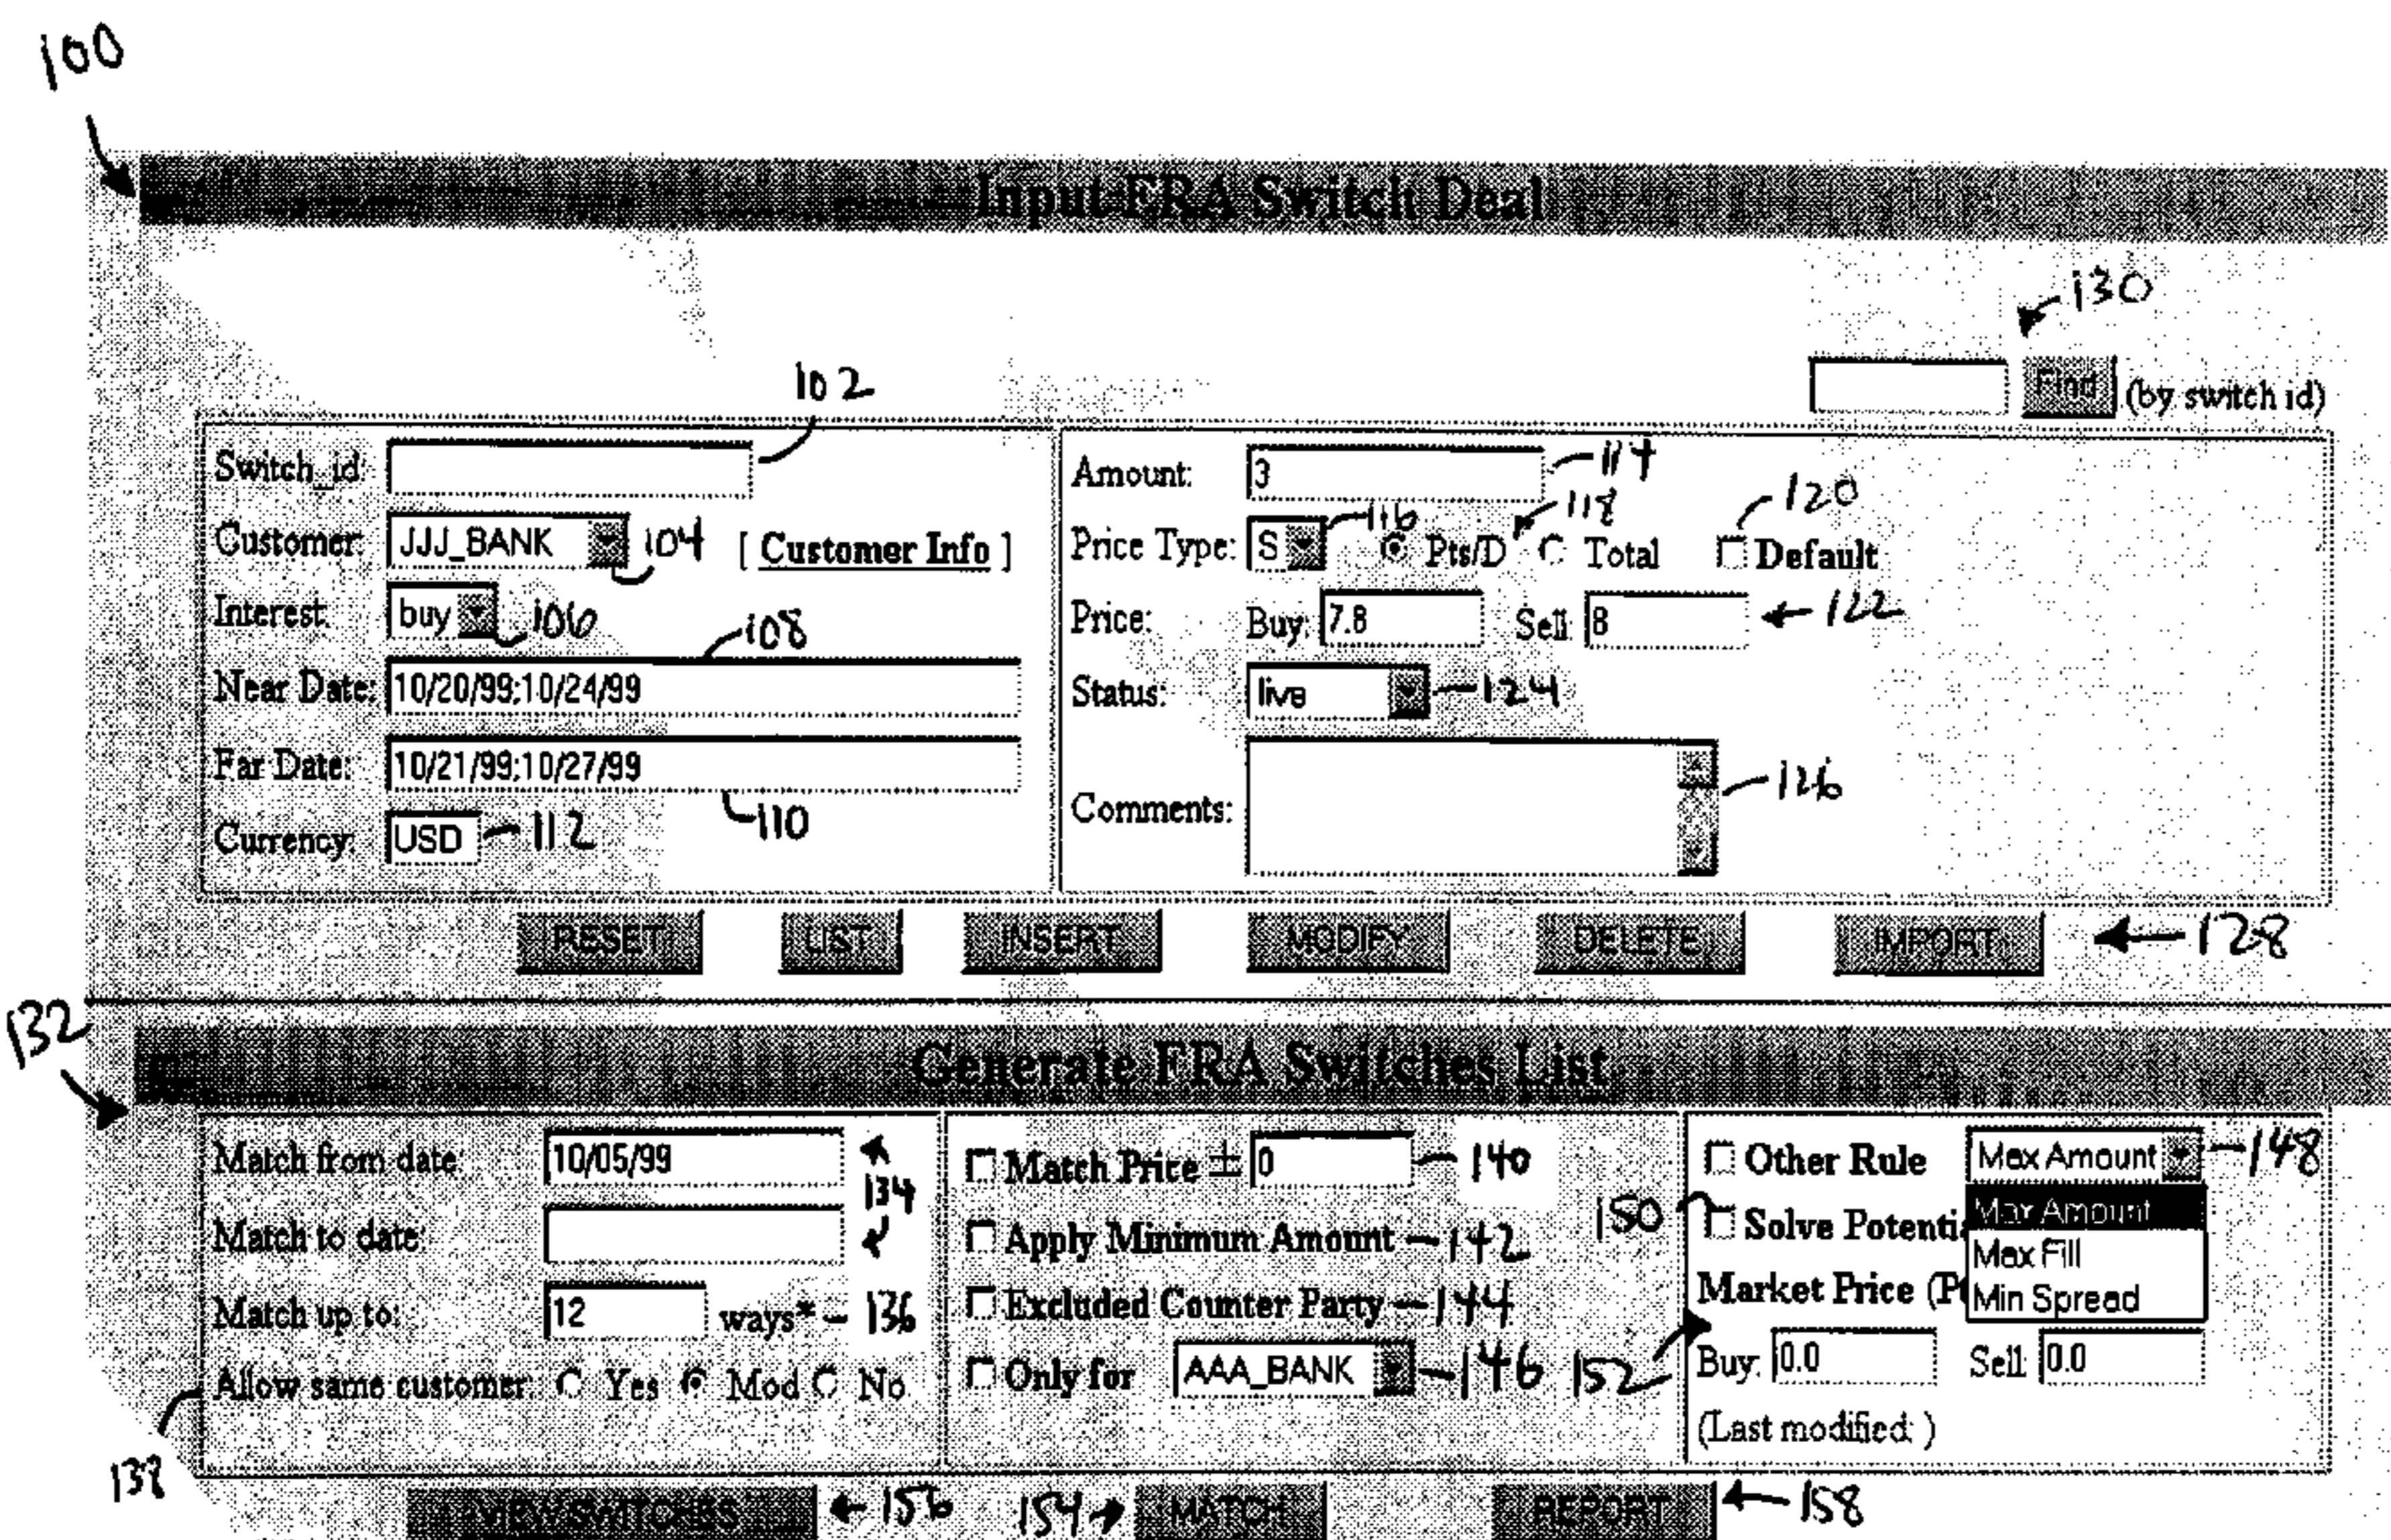 100
Input FRA Switch Deal
130
Find (by switch id)
102
Switch_id:
Customer: JJJ_BANK 104 [ Customer Info ]
Interest: buy 106
108
Near Date: 10/20/99;10/24/99
Far Date: 10/21/99;10/27/99
110
Currency: USD 112
Amount: 3 114
Price Type: S 116 Pts/D 118 Total Default 120
Price: Buy: 7.8 Sell: 8 122
Status: live 124
Comments: 126
RESET LIST INSERT MODIFY DELETE IMPORT 128
132
Generate FRA Switches List
Match from date: 10/05/99
134
Match to date:
Match up to: 12 ways* 136
Allow same customer: Yes Mod No
138
Match Price ± 0 140
Apply Minimum Amount 142
Excluded Counter Party 144
Only for AAA_BANK 146
Other Rule Max Amount 148
150 Solve Potentia
Max Amount
Max Fill
Min Spread
Market Price (P
152
Buy: 0.0 Sell: 0.0
(Last modified: )
VIEW SWITCHES 156 154 MATCH REPORT 158